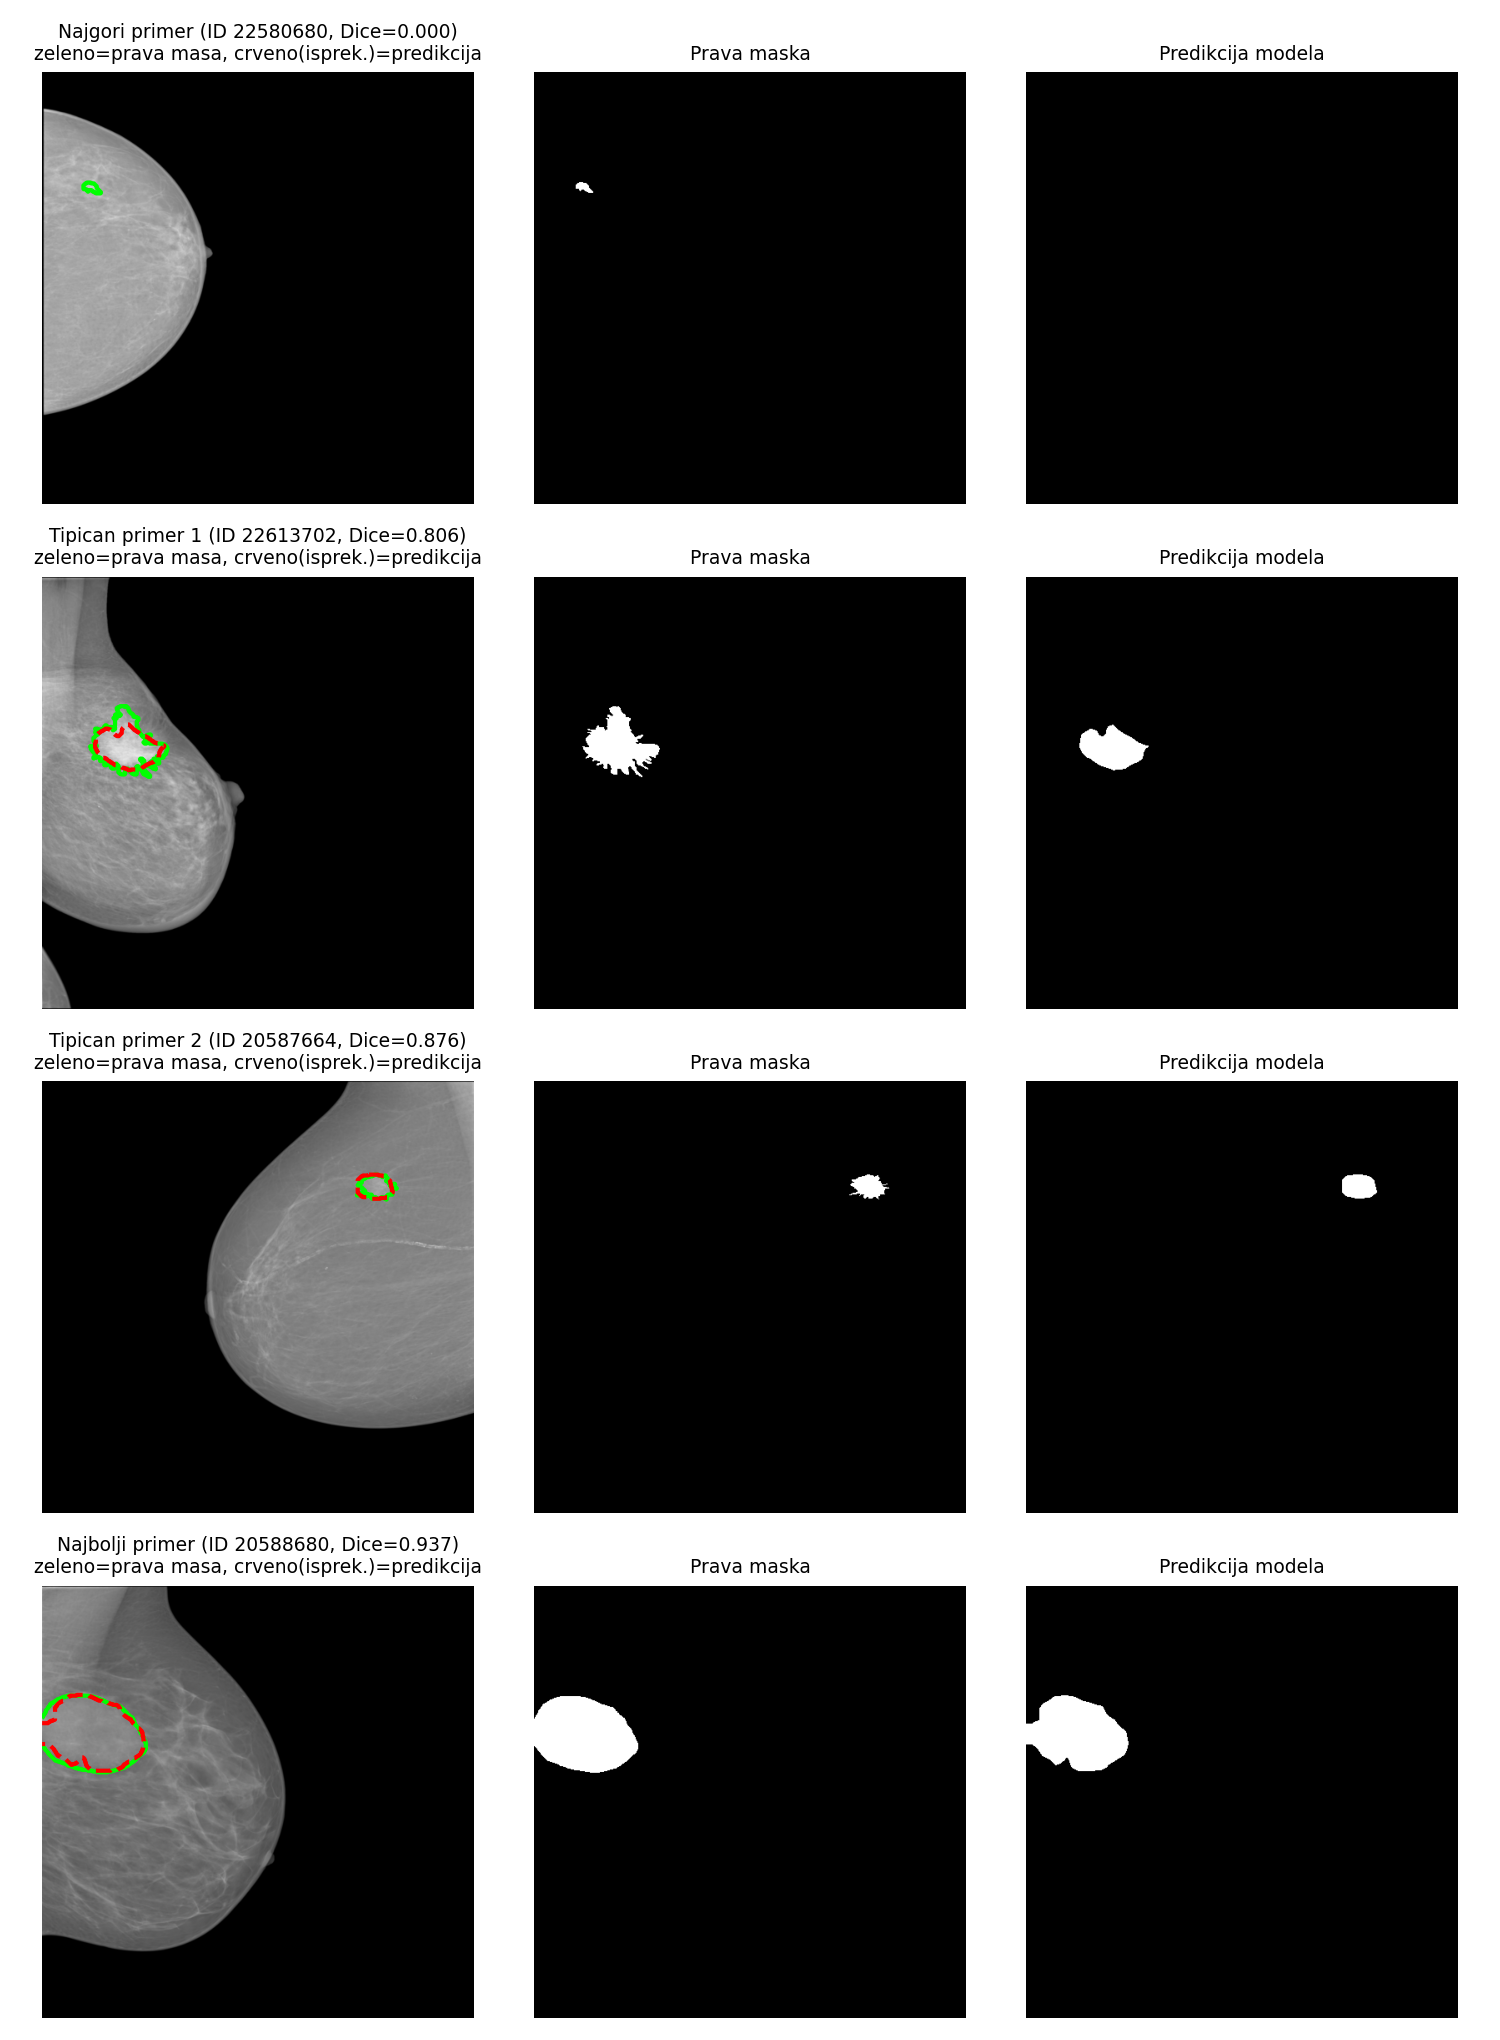 Najgori primer (ID 22580680, Dice=0.000)
zeleno=prava masa, crveno(isprek.)=predikcija
Prava maska
Predikcija modela
Tipican primer 1 (ID 22613702, Dice=0.806)
zeleno=prava masa, crveno(isprek.)=predikcija
Prava maska
Predikcija modela
Tipican primer 2 (ID 20587664, Dice=0.876)
zeleno=prava masa, crveno(isprek.)=predikcija
Prava maska
Predikcija modela
Najbolji primer (ID 20588680, Dice=0.937)
zeleno=prava masa, crveno(isprek.)=predikcija
Prava maska
Predikcija modela